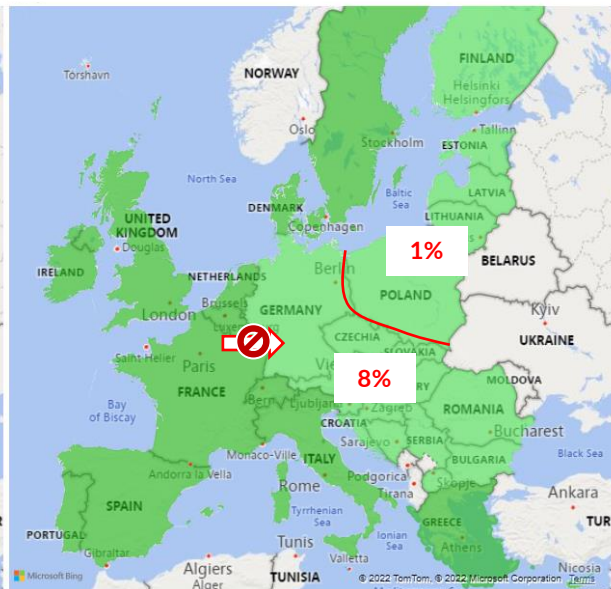 Tórshavn
NORWAY
FINLAND
Helsinki
Helsingfors
Oslo
Stockholm
Tallinn
ESTONIA
North Sea
Baltic
Sea
LATVIA
DENMARK
Copenhagen
LITHUANIA
UNITED
KINGDOM
Douglas
1%
BELARUS
IRELAND
NETHERLANDS
Berlin
POLAND
London
Brussels
GERMANY
Kyiv
UKRAINE
CZECHIA
SLOVAKIA
Saint Helier
Paris
8%
MOLDOVA
FRANCE
Bern
Ljubljana
Zagreb
ROMANIA
Bay
of Biscay
CROATIA
Bucharest
Monaco-Ville
Sarajevo
SERBIA
Black Sea
Andorra la Vella
ITALY
BULGARIA
Rome
Podgorica
Skopje
Tirana
Ankara
SPAIN
Tyrrhenian
Sea
TUR
PORTUGAL
Ionian
Sea
GREECE
Athens
Gibraltar
Tunis
Valletta
Algiers
Alger
TUNISIA
Nicosia
Microsoft Bing
© 2022 TomTom, © 2022 Microsoft Corporation Terms